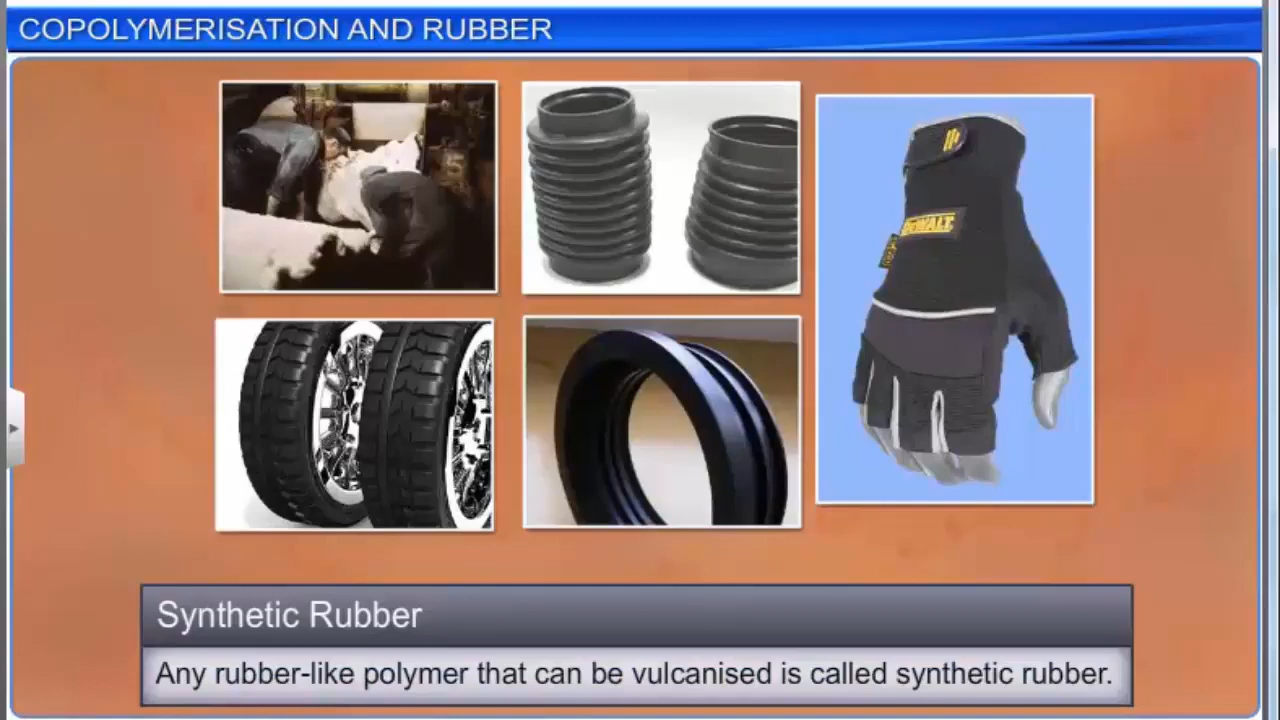 COPOLYMERISATION AND RUBBER
DEWALT
Synthetic Rubber
Any rubber-like polymer that can be vulcanised is called synthetic rubber.